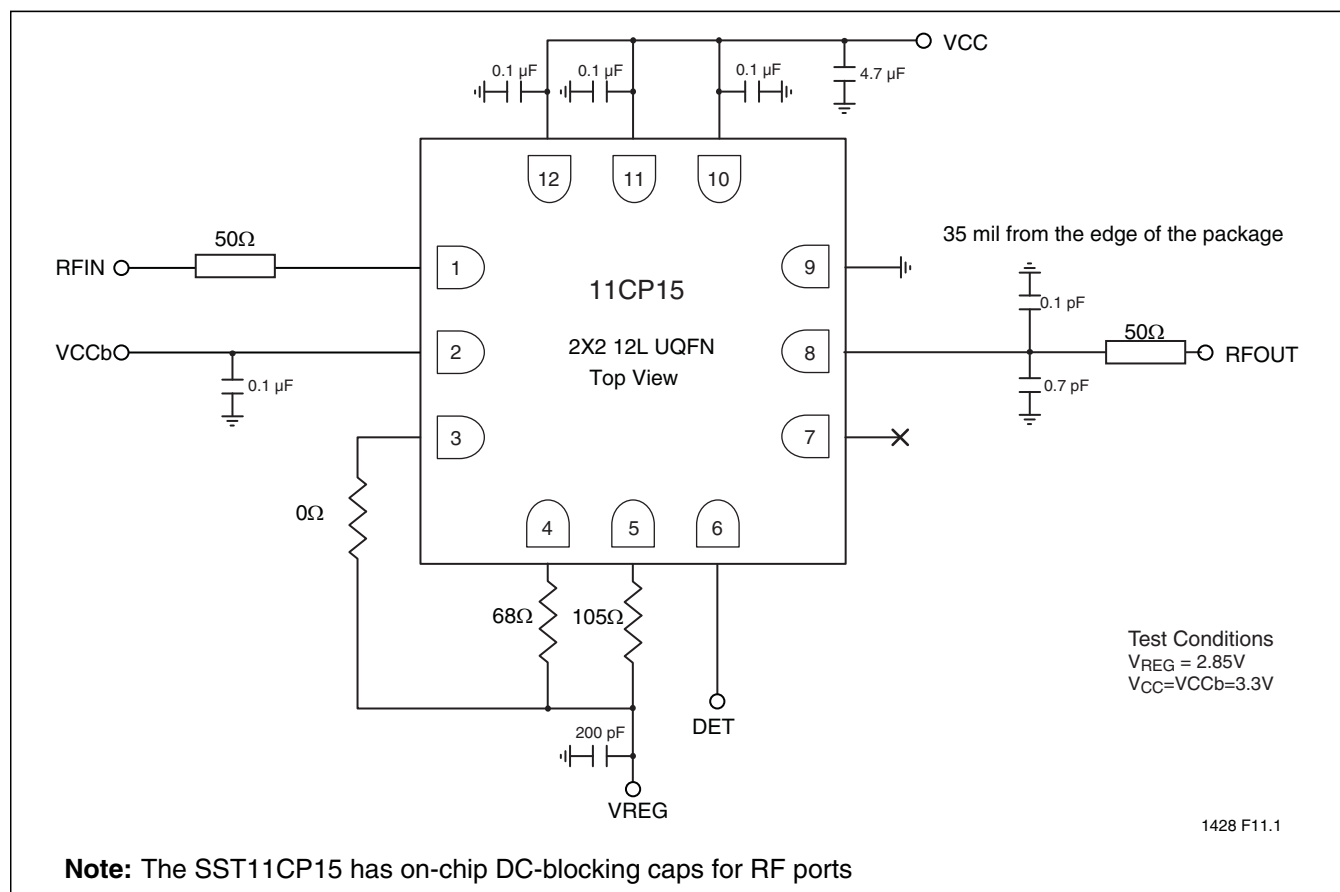 VCC
0.1 µF
0.1 µF
0.1 µF
4.7 µF
12
11
10
35 mil from the edge of the package
50Ω
RFIN
1
11CP15
9
0.1 pF
50Ω
VCCb
2
2X2 12L UQFN
Top View
8
RFOUT
0.1 µF
0.7 pF
3
7
0Ω
4
5
6
68Ω
105Ω
Test Conditions
VREG = 2.85V
VCC=VCCb=3.3V
DET
200 pF
VREG
1428 F11.1
Note: The SST11CP15 has on-chip DC-blocking caps for RF ports